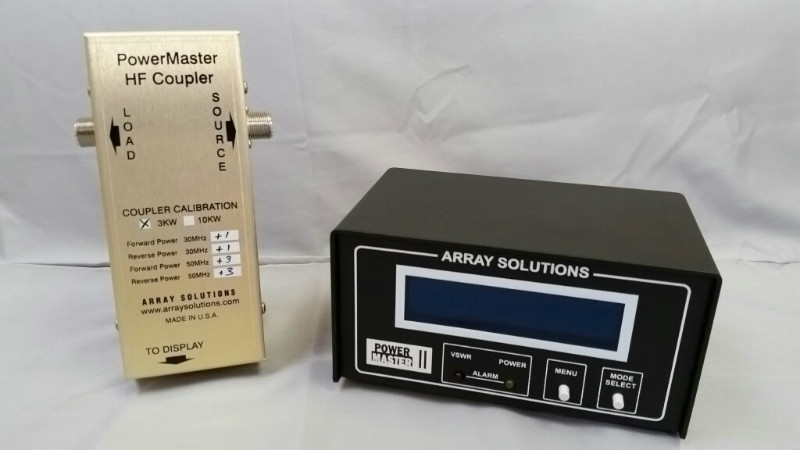 PowerMaster
HF Coupler
LOAD
SOURCE
COUPLER CALIBRATION
X 3KW 10KW
Forward Power 30MHz +1
Reverse Power 30MHz +1
Forward Power 50MHz +3
Reverse Power 50MHz +3
ARRAY SOLUTIONS
www.arraysolutions.com
MADE IN U.S.A.
TO DISPLAY
ARRAY SOLUTIONS
POWER
MASTER II
VSWR POWER
ALARM
MENU
MODE
SELECT